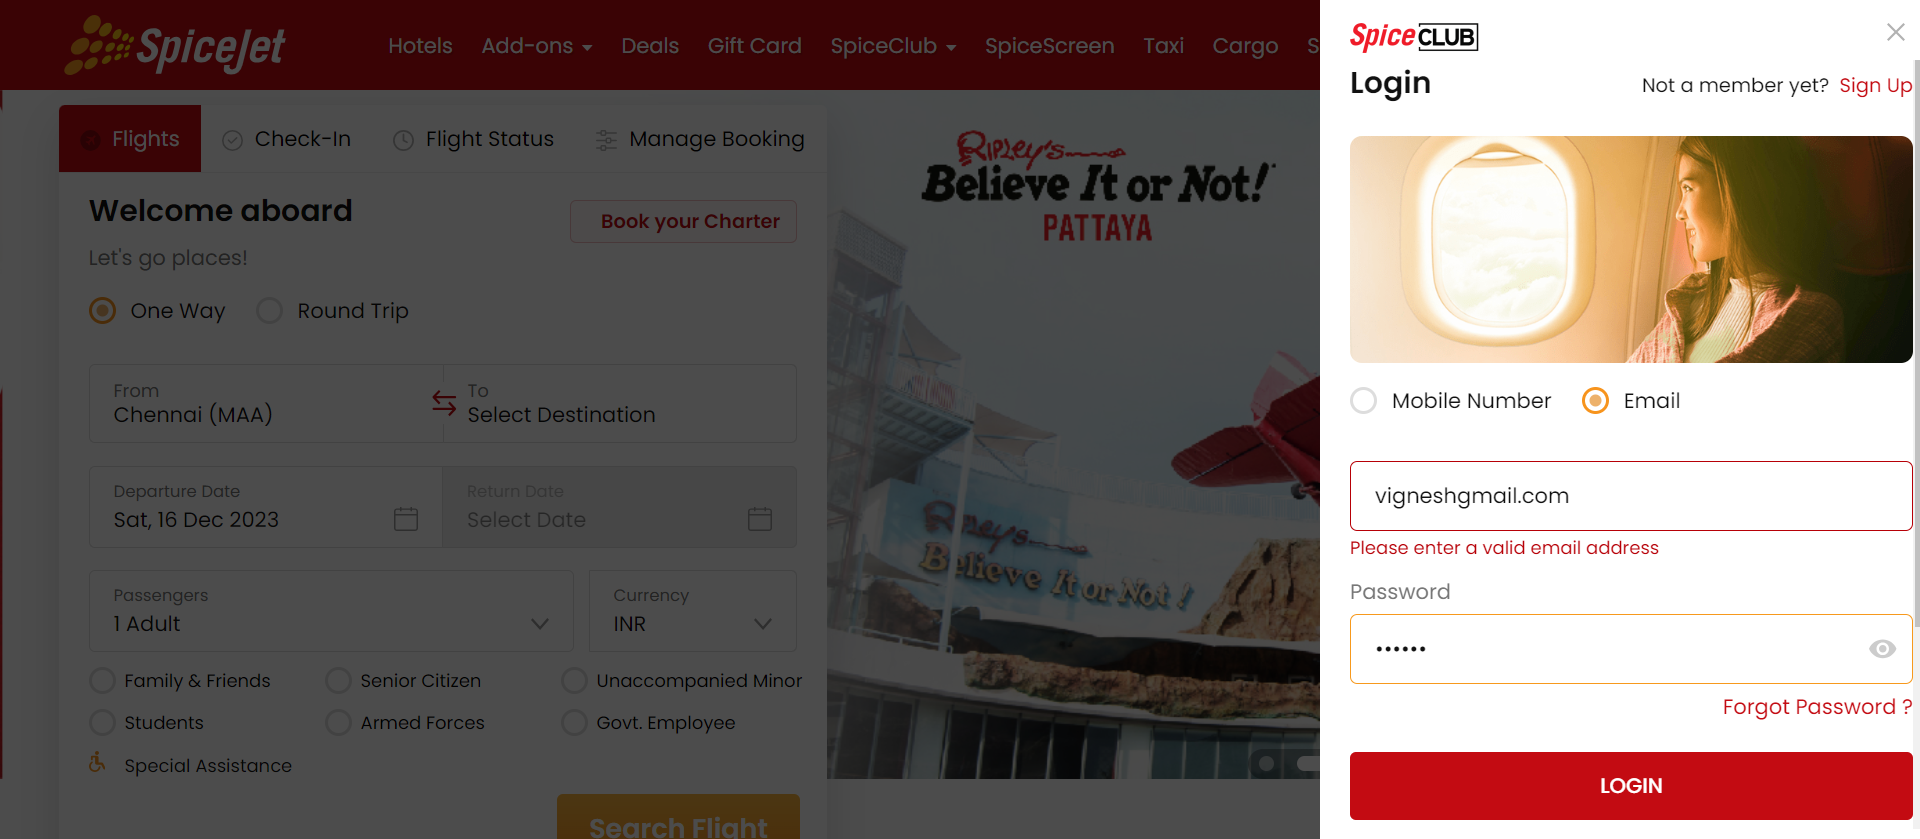 SpiceJet
Hotels Add-ons Deals Gift Card SpiceClub SpiceScreen Taxi Cargo S
Flights Check-In Flight Status Manage Booking
Welcome aboard
Book your Charter
Let's go places!
One Way Round Trip
From
Chennai (MAA)
To
Select Destination
Departure Date
Sat, 16 Dec 2023
Return Date
Select Date
Passengers
1 Adult
Currency
INR
Family & Friends Senior Citizen Unaccompanied Minor
Students Armed Forces Govt. Employee
Special Assistance
Search Flight
Ripley's
Believe It or Not!
PATTAYA
Ripley's
Believe It or Not!
SpiceCLUB
Login
Not a member yet? Sign Up
Mobile Number Email
vigneshgmail.com
Please enter a valid email address
Password
••••••
Forgot Password ?
LOGIN